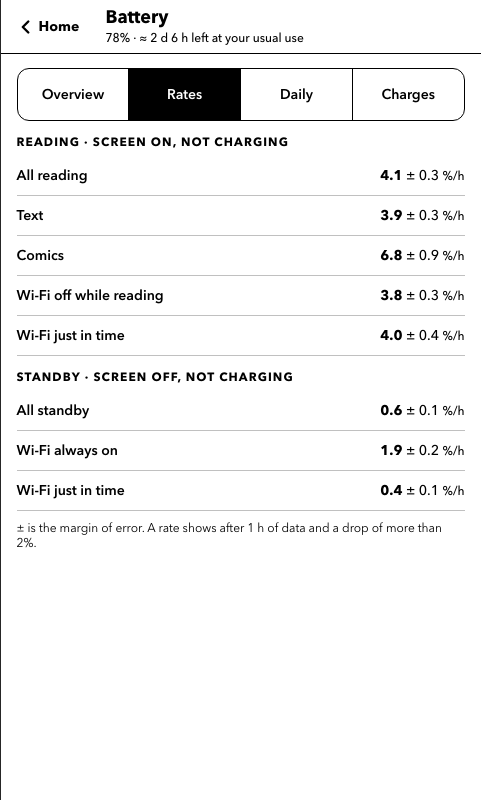 Home
Battery
78% · ≈ 2 d 6 h left at your usual use
Overview
Rates
Daily
Charges
READING · SCREEN ON, NOT CHARGING
All reading 4.1 ± 0.3 %/h
Text 3.9 ± 0.3 %/h
Comics 6.8 ± 0.9 %/h
Wi-Fi off while reading 3.8 ± 0.3 %/h
Wi-Fi just in time 4.0 ± 0.4 %/h
STANDBY · SCREEN OFF, NOT CHARGING
All standby 0.6 ± 0.1 %/h
Wi-Fi always on 1.9 ± 0.2 %/h
Wi-Fi just in time 0.4 ± 0.1 %/h
± is the margin of error. A rate shows after 1 h of data and a drop of more than
2%.